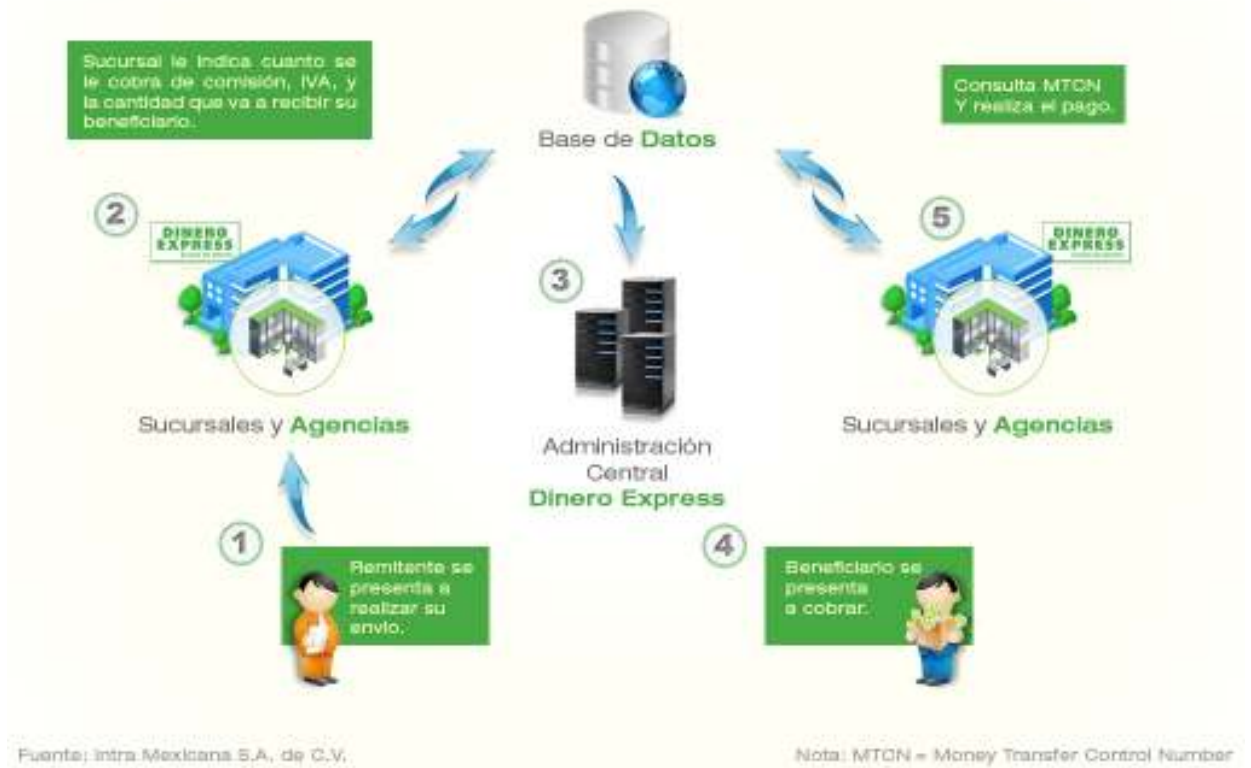 Sucursal le indica cuanto se
le cobra de comisión, IVA, y
la cantidad que va a recibir su
beneficiario.
Base de Datos
Consulta MTCN
Y realiza el pago.
2
DINERO
EXPRESS
3
5
DINERO
EXPRESS
Sucursales y Agencias
Administración
Central
Dinero Express
Sucursales y Agencias
1
Remitente se
presenta a
realizar su
envío.
4
Beneficiario se
presenta
a cobrar.
Fuente: Intra Mexicana S.A. de C.V.
Nota: MTCN = Money Transfer Control Number